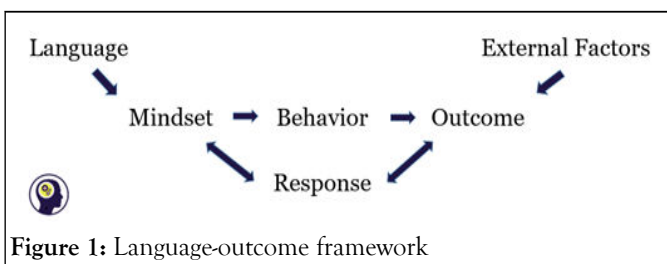 Language
External Factors
Mindset
Behavior
Outcome
Response
Figure 1: Language-outcome framework